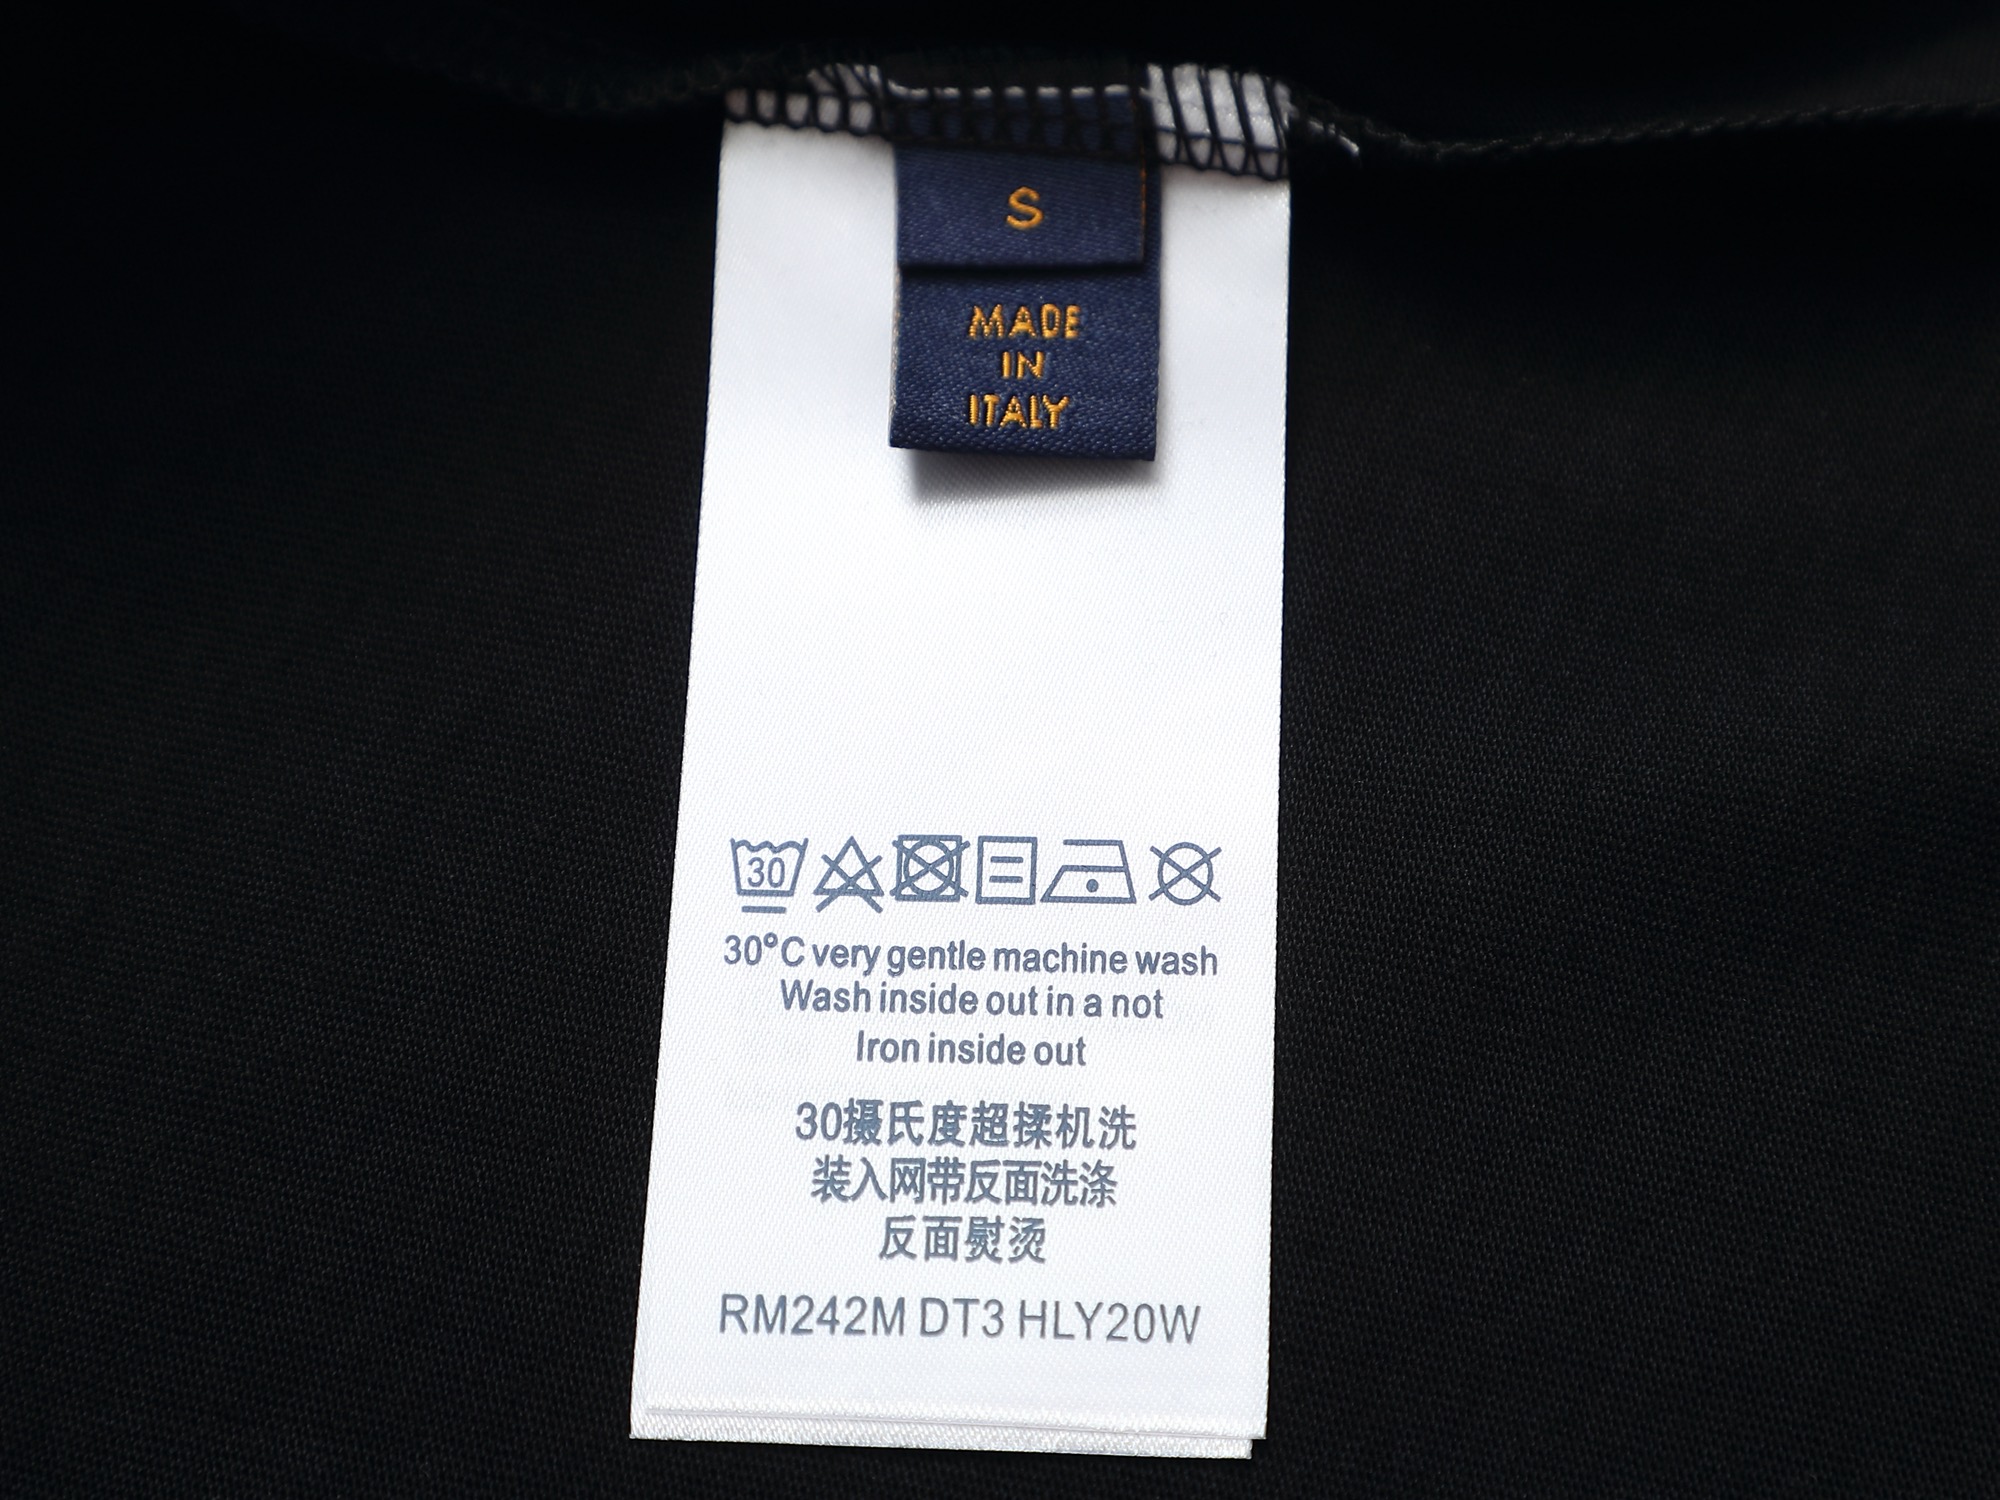 S
MADE
IN
ITALY
30
30°C very gentle machine wash
Wash inside out in a not
Iron inside out
30摄氏度超揉机洗
装入网带反面洗涤
反面熨烫
RM242M DT3 HLY20W